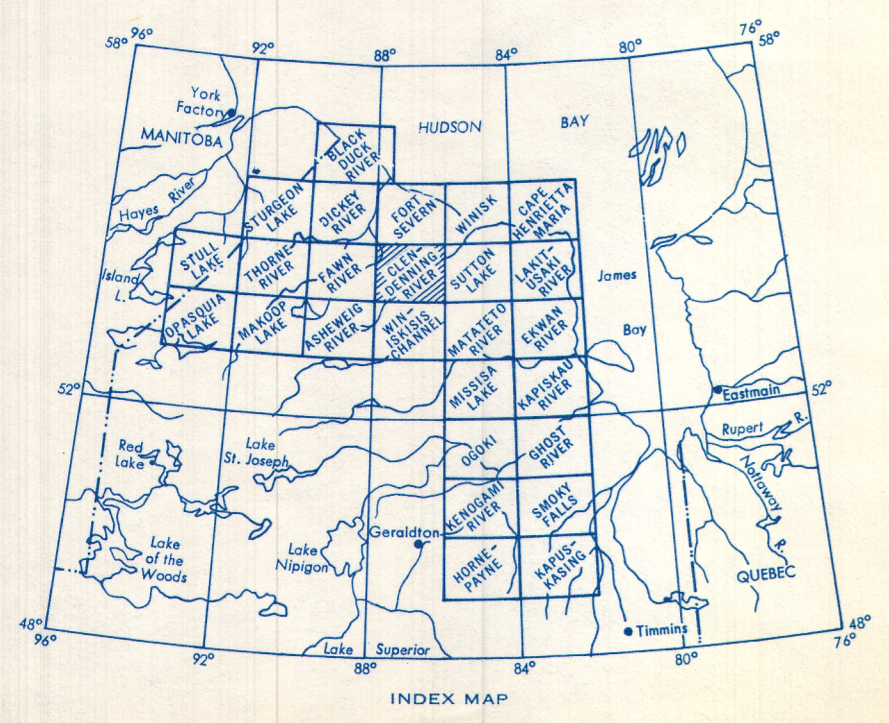 96°
92°
88°
84°
80°
76°
58°
58°
York
Factory
MANITOBA
HUDSON
BAY
BLACK
DUCK
RIVER
Hayes River
STURGEON
LAKE
DICKEY
RIVER
FORT
SEVERN
WINISK
CAPE
HENRIETTA
MARIA
Island
L.
STULL
LAKE
THORNE
RIVER
FAWN
RIVER
CLEN-
DENNING
RIVER
SUTTON
LAKE
LAKIT-
USAKI
RIVER
James
Bay
OPASQUIA
LAKE
MAKOOP
LAKE
ASHEWEIG
RIVER
WIN-
ISKISIS
CHANNEL
MATATETO
RIVER
EKWAN
RIVER
52°
MISSISA
LAKE
KAPISKAU
RIVER
Eastmain
52°
Rupert R.
Red
Lake
Lake
St. Joseph
OGOKI
GHOST
RIVER
Nottaway R.
KENOGAMI
RIVER
SMOKY
FALLS
Geraldton
Lake
of the
Woods
Lake
Nipigon
HORNE-
PAYNE
KAPUS-
KASING
QUEBEC
Timmins
Lake Superior
48°
48°
96°
92°
88°
84°
80°
76°
INDEX MAP